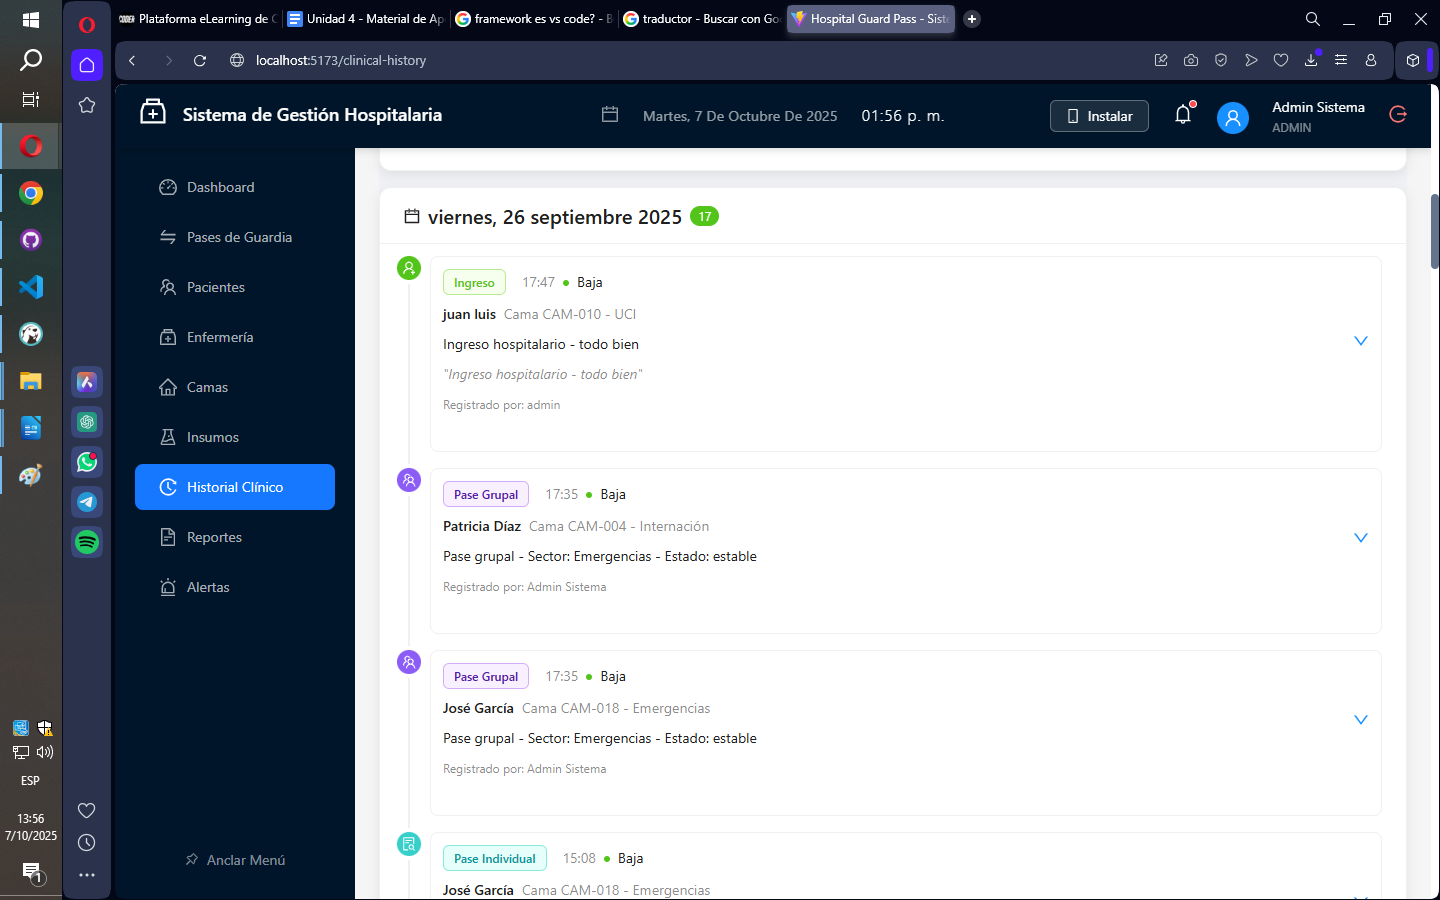 Plataforma eLearning de C
Unidad 4 - Material de Ap
framework es vs code? - B
traductor - Buscar con Go
Hospital Guard Pass - Siste
localhost:5173/clinical-history
Sistema de Gestión Hospitalaria
Martes, 7 De Octubre De 2025
01:56 p. m.
Instalar
Admin Sistema
ADMIN
Dashboard
Pases de Guardia
Pacientes
Enfermería
Camas
Insumos
Historial Clínico
Reportes
Alertas
Anclar Menú
viernes, 26 septiembre 2025 17
Ingreso 17:47 Baja
juan luis Cama CAM-010 - UCI
Ingreso hospitalario - todo bien
"Ingreso hospitalario - todo bien"
Registrado por: admin
Pase Grupal 17:35 Baja
Patricia Díaz Cama CAM-004 - Internación
Pase grupal - Sector: Emergencias - Estado: estable
Registrado por: Admin Sistema
Pase Grupal 17:35 Baja
José García Cama CAM-018 - Emergencias
Pase grupal - Sector: Emergencias - Estado: estable
Registrado por: Admin Sistema
Pase Individual 15:08 Baja
José García Cama CAM-018 - Emergencias
ESP
13:56
7/10/2025
1